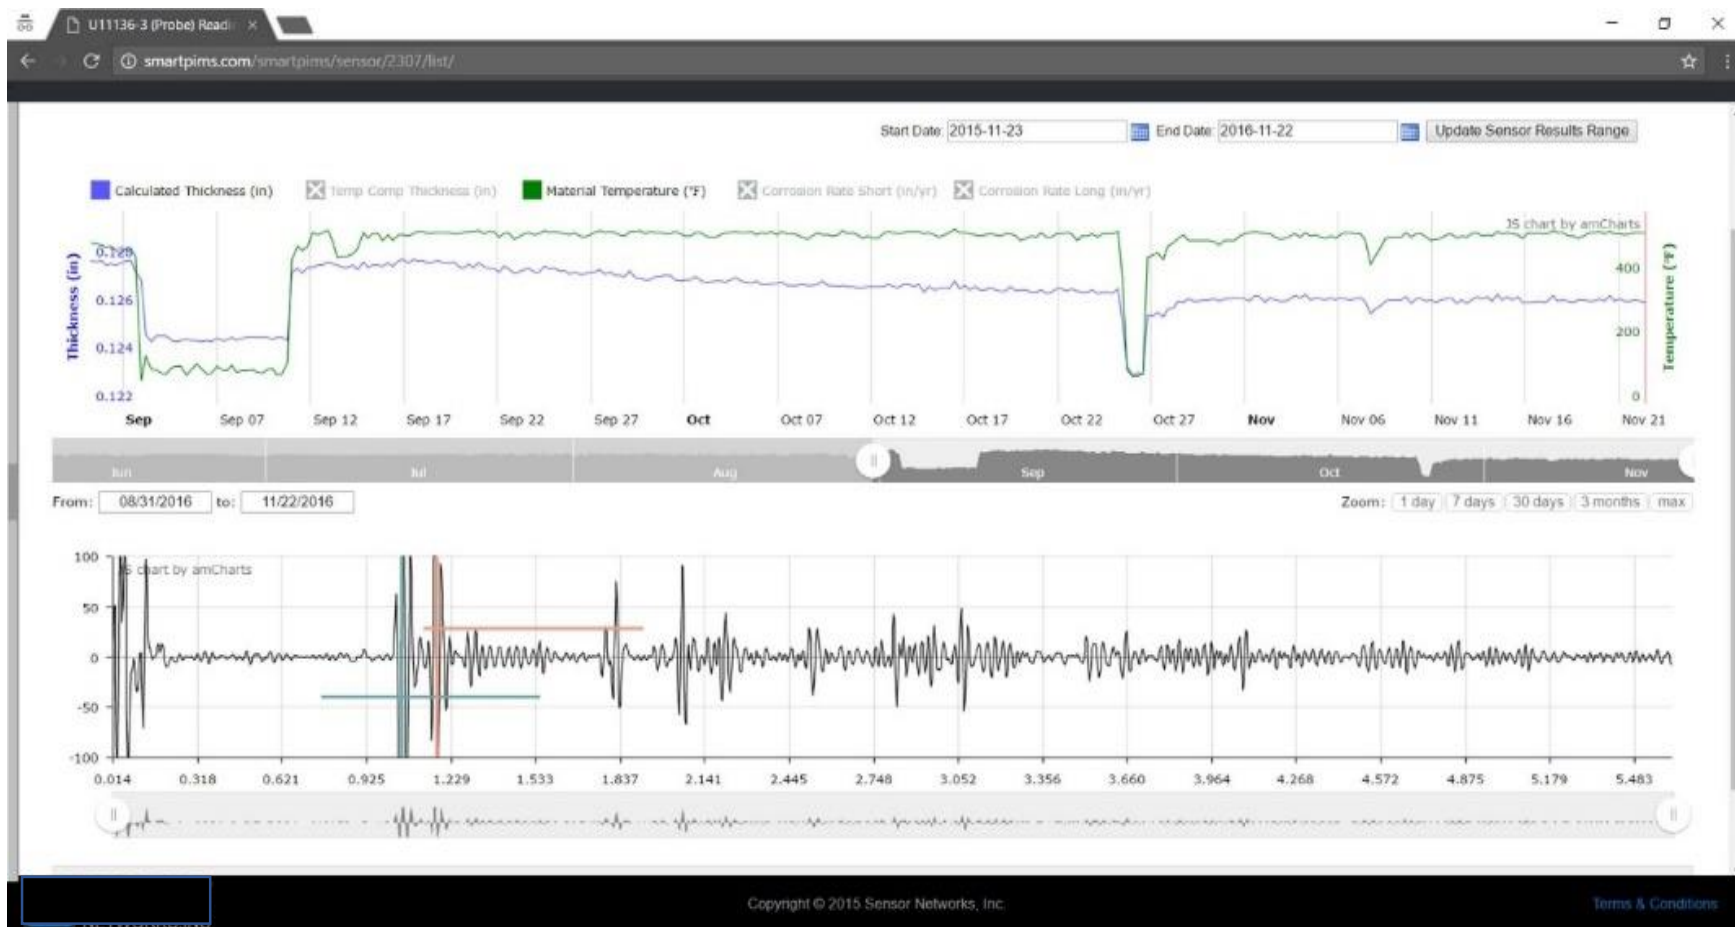 U11136-3 (Probe) Readi
smartpims.com/smartpims/sensor/2307/list/
Start Date: 2015-11-23 End Date: 2016-11-22 Update Sensor Results Range
Calculated Thickness (in) Temp Comp Thickness (in) Material Temperature (°F) Corrosion Rate Short (in/yr) Corrosion Rate Long (in/yr)
JS chart by amCharts
Thickness (in)
0.128
0.126
0.124
0.122
400
200
0
Temperature (°F)
Sep Sep 07 Sep 12 Sep 17 Sep 22 Sep 27 Oct Oct 07 Oct 12 Oct 17 Oct 22 Oct 27 Nov Nov 06 Nov 11 Nov 16 Nov 21
Jun Jul Aug Sep Oct Nov
From: 08/31/2016 to: 11/22/2016 Zoom: 1 day 7 days 30 days 3 months max
100
JS chart by amCharts
50
0
-50
-100
0.014 0.318 0.621 0.925 1.229 1.533 1.837 2.141 2.445 2.748 3.052 3.356 3.660 3.964 4.268 4.572 4.875 5.179 5.483
Copyright © 2015 Sensor Networks, Inc. Terms & Conditions